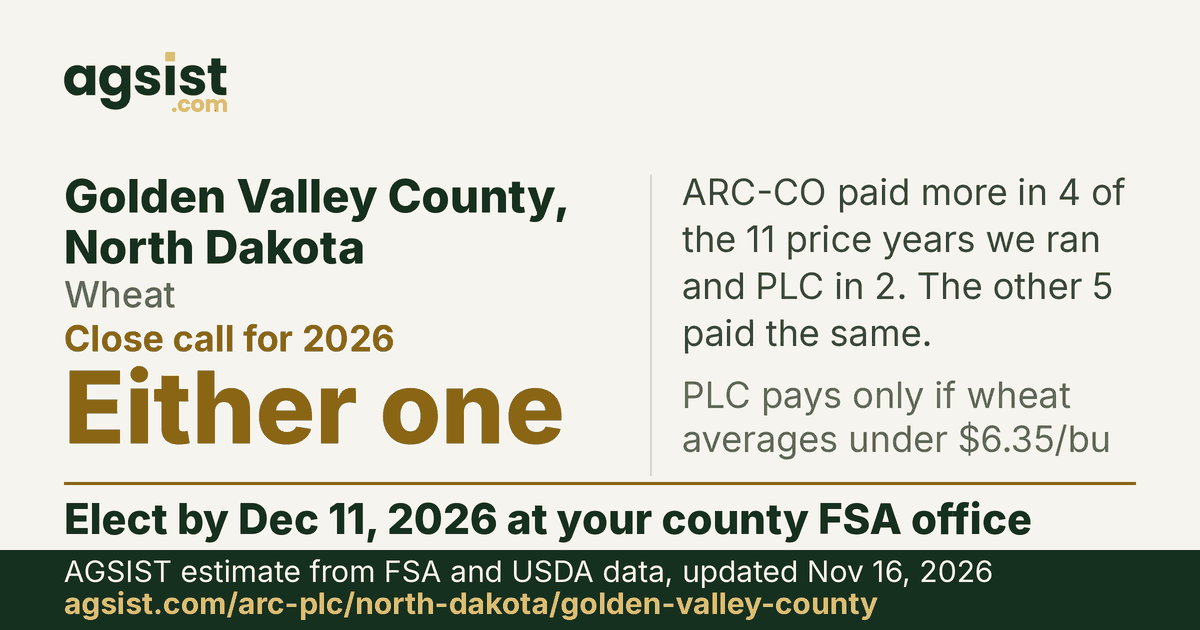 agsist
.com
Golden Valley County,
North Dakota
Wheat
Close call for 2026
Either one
ARC-CO paid more in 4 of
the 11 price years we ran
and PLC in 2. The other 5
paid the same.
PLC pays only if wheat
averages under $6.35/bu
Elect by Dec 11, 2026 at your county FSA office
AGSIST estimate from FSA and USDA data, updated Nov 16, 2026
agsist.com/arc-plc/north-dakota/golden-valley-county